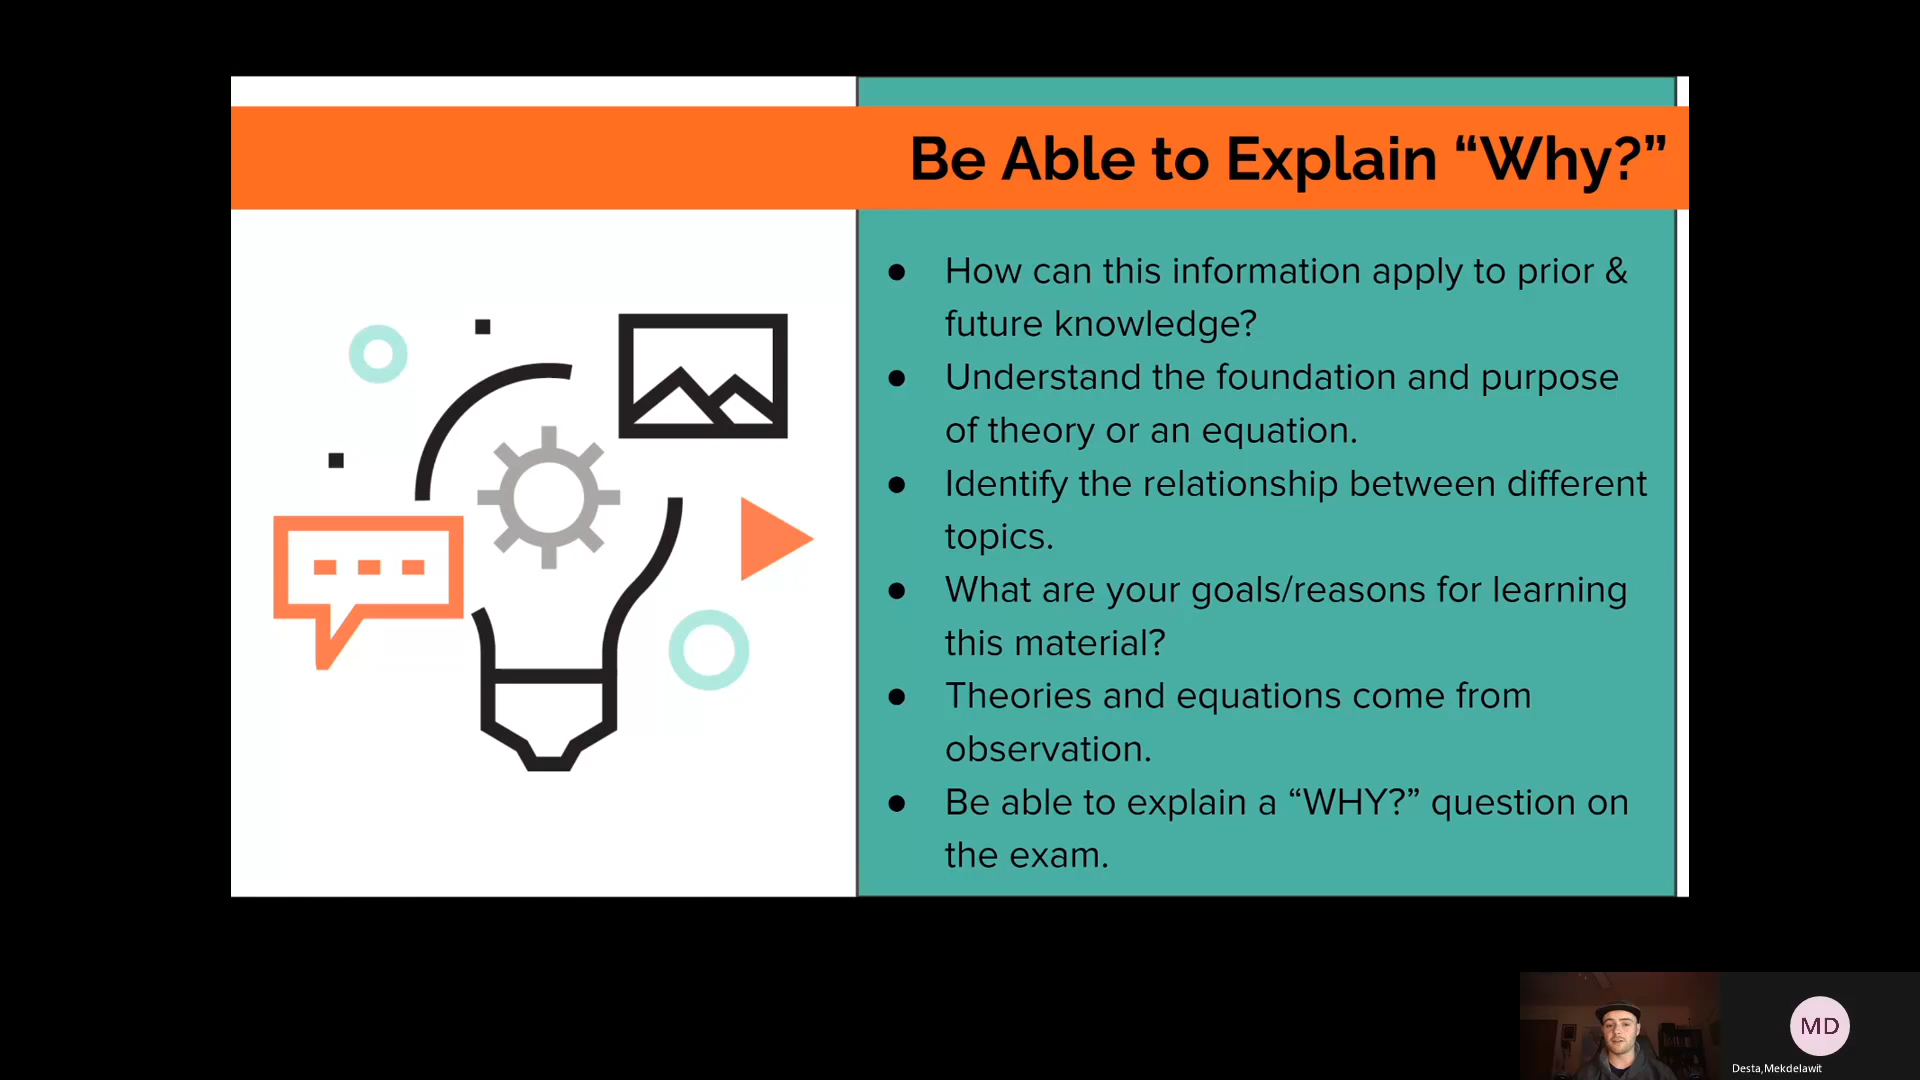 Be Able to Explain “Why?”
● How can this information apply to prior &
future knowledge?
● Understand the foundation and purpose
of theory or an equation.
● Identify the relationship between different
topics.
● What are your goals/reasons for learning
this material?
● Theories and equations come from
observation.
● Be able to explain a “WHY?” question on
the exam.
MD
Desta,Mekdelawit